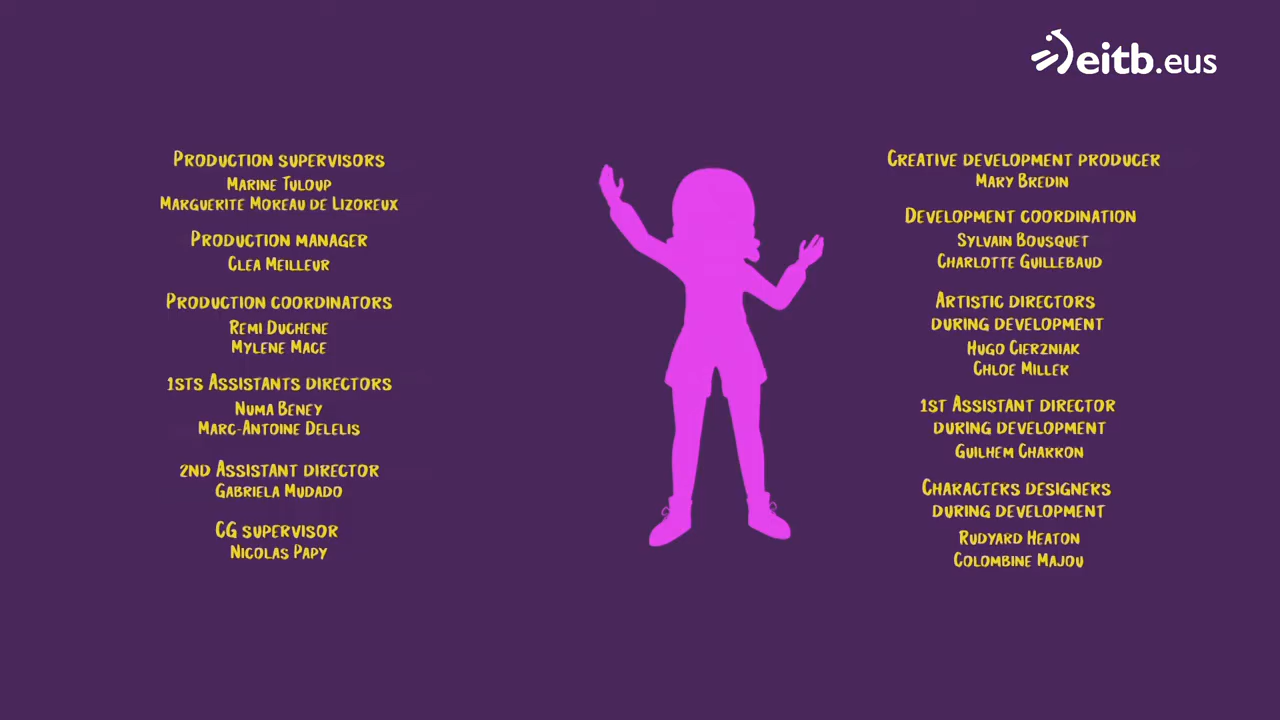 eitb.eus
Production supervisors
Marine Tuloup
Marguerite Moreau de Lizoreux
Production manager
Clea Meilleur
Production coordinators
Remi Duchene
Mylene Mace
1sts Assistants directors
Numa Beney
Marc-Antoine Delelis
2nd Assistant director
Gabriela Mudado
CG supervisor
Nicolas Papy
Creative development producer
Mary Bredin
Development coordination
Sylvain Bousquet
Charlotte Guillebaud
Artistic directors
during development
Hugo Cierzniak
Chloe Miller
1st Assistant director
during development
Guilhem Charron
Characters designers
during development
Rudyard Heaton
Colombine Majou